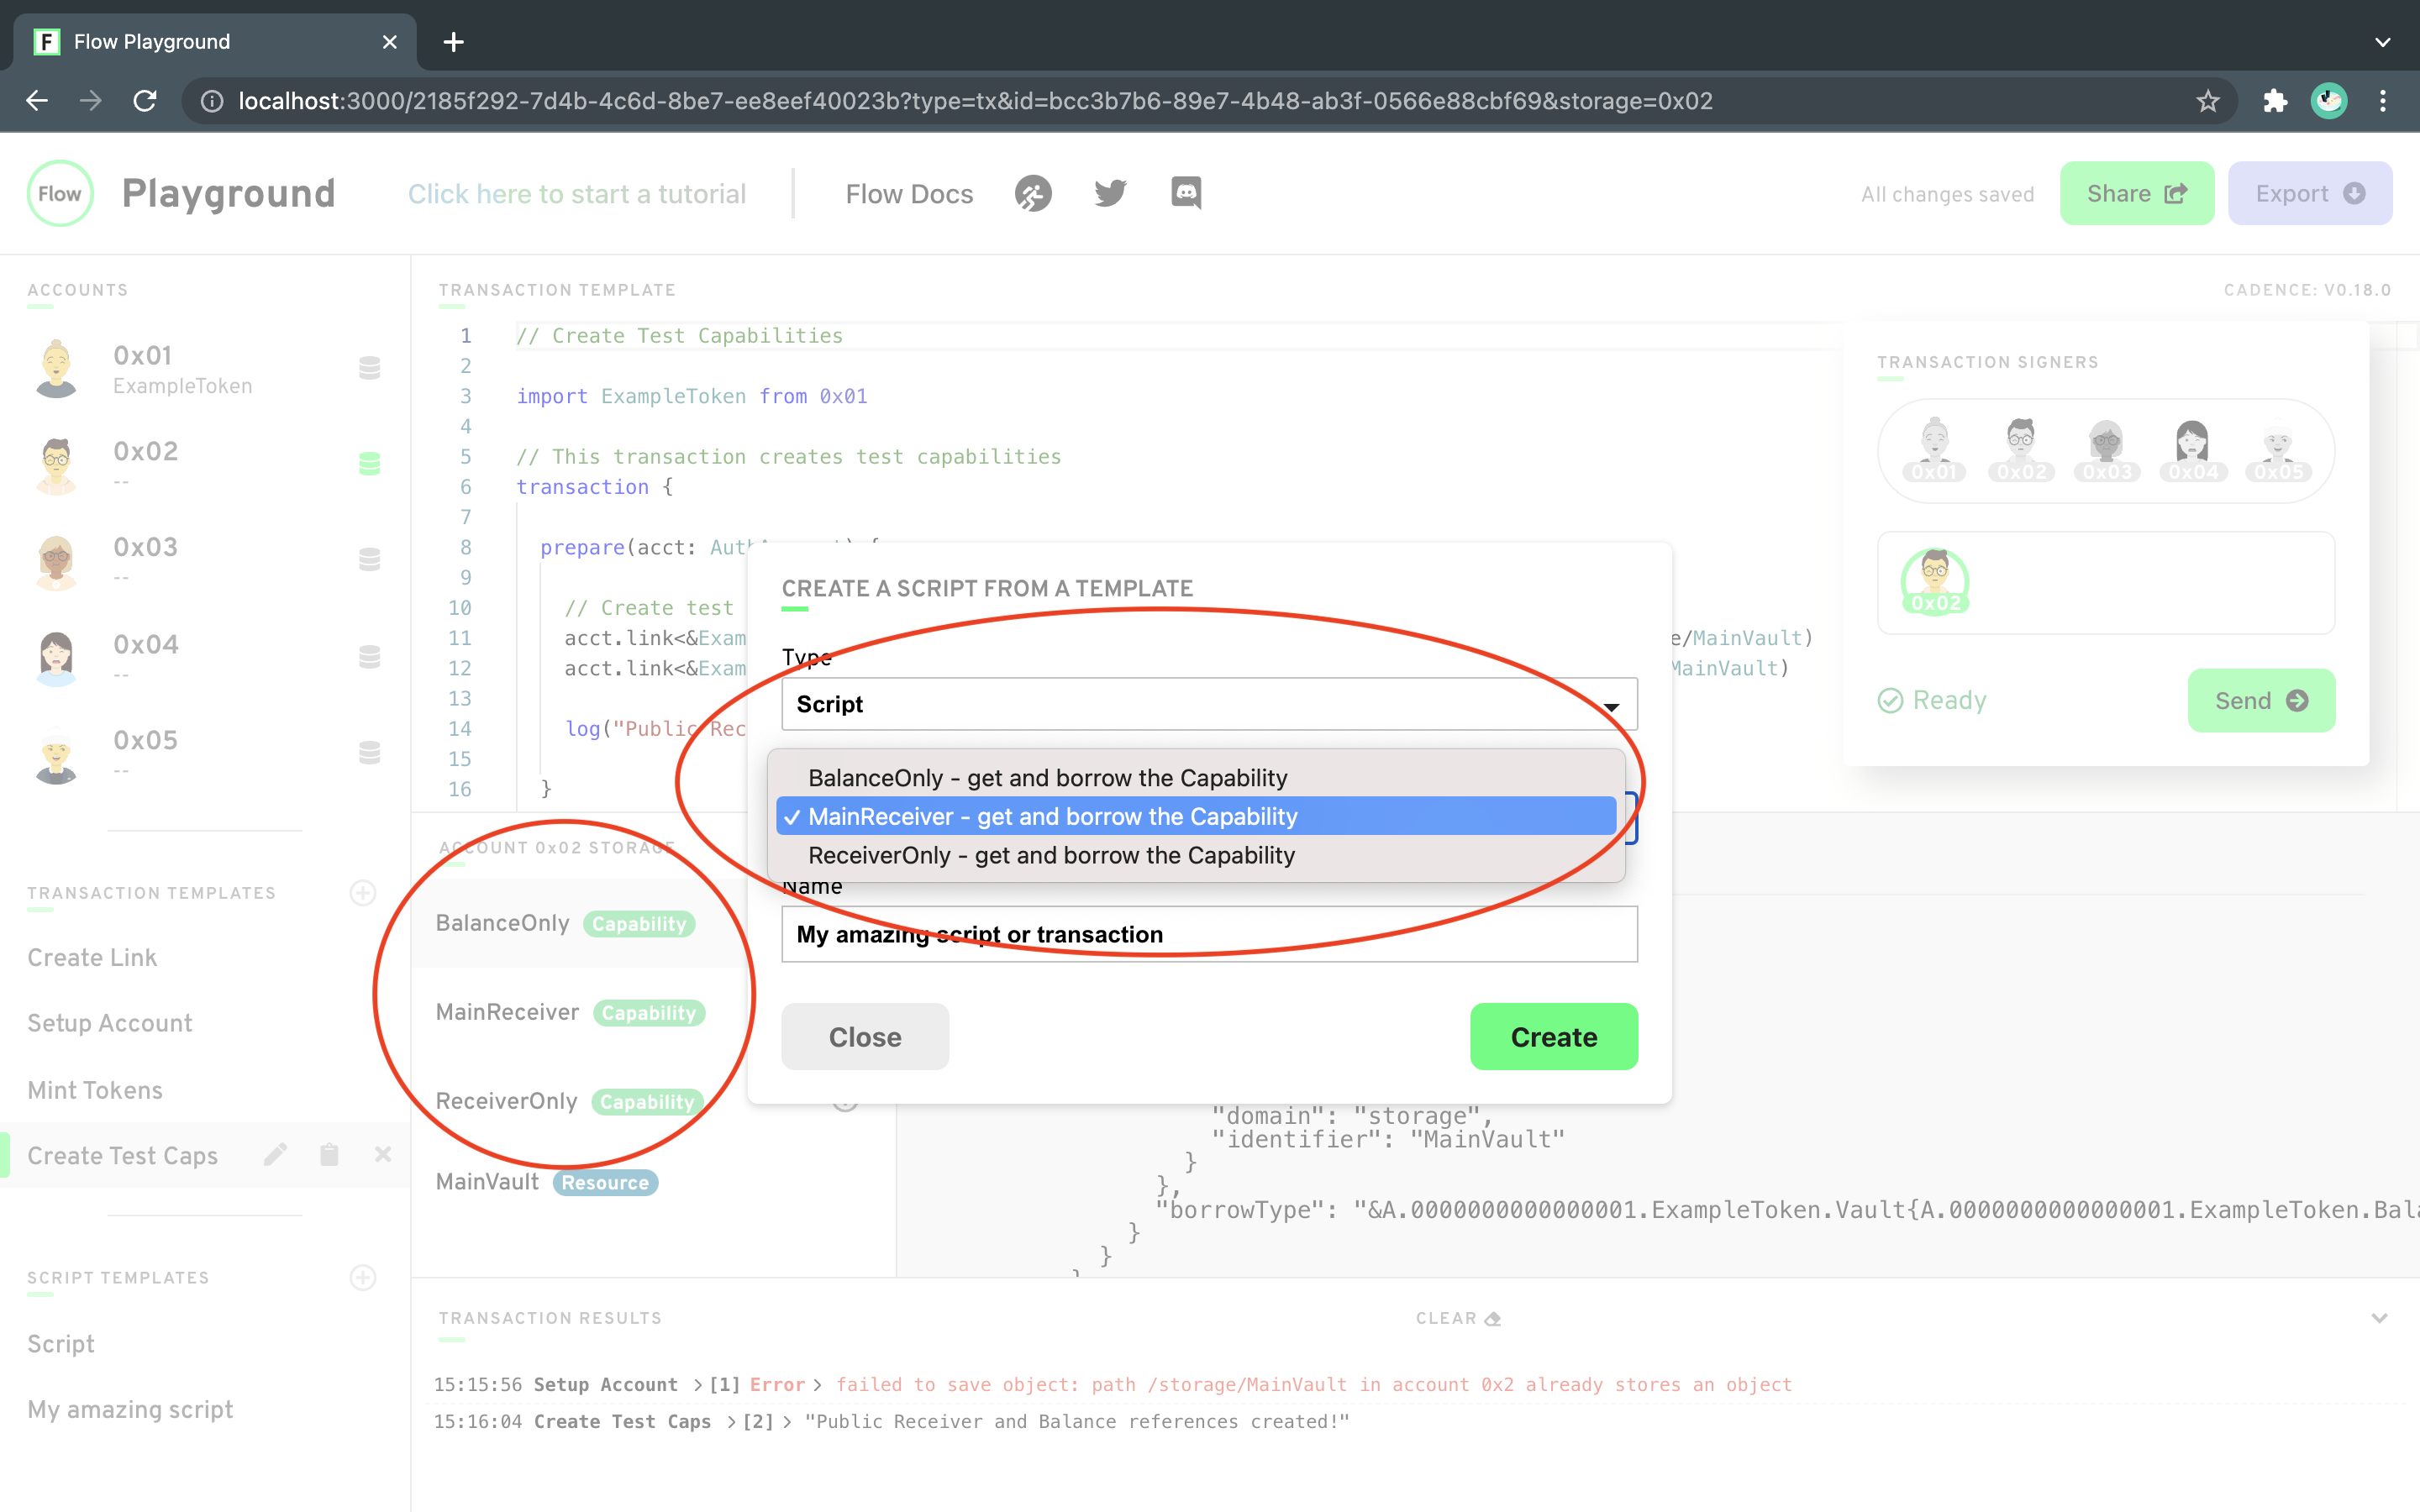 Flow Playground
localhost:3000/2185f292-7d4b-4c6d-8be7-ee8eef40023b?type=tx&id=bcc3b7b6-89e7-4b48-ab3f-0566e88cbf69&storage=0x02
Flow Playground
Click here to start a tutorial
Flow Docs
All changes saved
Share
Export
ACCOUNTS
0x01
ExampleToken
0x02
--
0x03
--
0x04
--
0x05
--
TRANSACTION TEMPLATES
Create Link
Setup Account
Mint Tokens
Create Test Caps
SCRIPT TEMPLATES
Script
My amazing script
TRANSACTION TEMPLATE
CADENCE: V0.18.0
1 // Create Test Capabilities
2
3 import ExampleToken from 0x01
4
5 // This transaction creates test capabilities
6 transaction {
7
8 prepare(acct: Auth
9
10 // Create test
11 acct.link<&Exam e/MainVault)
12 acct.link<&Exam MainVault)
13
14 log("Public Rec
15
16 }
TRANSACTION SIGNERS
0x01 0x02 0x03 0x04 0x05
0x02
Ready
Send
CREATE A SCRIPT FROM A TEMPLATE
Type
Script
BalanceOnly - get and borrow the Capability
✓ MainReceiver - get and borrow the Capability
ReceiverOnly - get and borrow the Capability
Name
My amazing script or transaction
Close
Create
ACCOUNT 0x02 STORAGE
BalanceOnly Capability
MainReceiver Capability
ReceiverOnly Capability
MainVault Resource
"domain": "storage",
"identifier": "MainVault"
}
},
"borrowType": "&A.0000000000000001.ExampleToken.Vault{A.0000000000000001.ExampleToken.Bala
}
}
TRANSACTION RESULTS
CLEAR
15:15:56 Setup Account >[1] Error > failed to save object: path /storage/MainVault in account 0x2 already stores an object
15:16:04 Create Test Caps >[2] > "Public Receiver and Balance references created!"